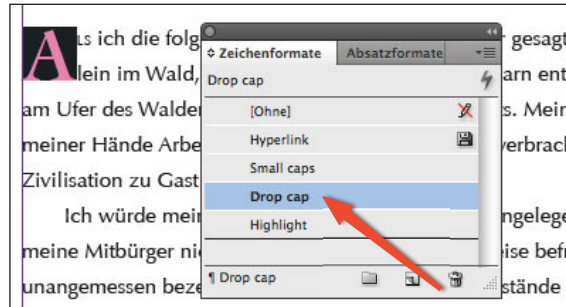 ALS ich die folg
r gesagt
lein im Wald,
arn ent
am Ufer des Walden
s. Mein
meiner Hände Arbe
verbrach
Zivilisation zu Gast
Ich würde mein
ngelege
meine Mitbürger nic
eise befr
unangemessen beze
stände
Zeichenformate
Absatzformate
Drop cap
[Ohne]
Hyperlink
Small caps
Drop cap
Highlight
¶ Drop cap